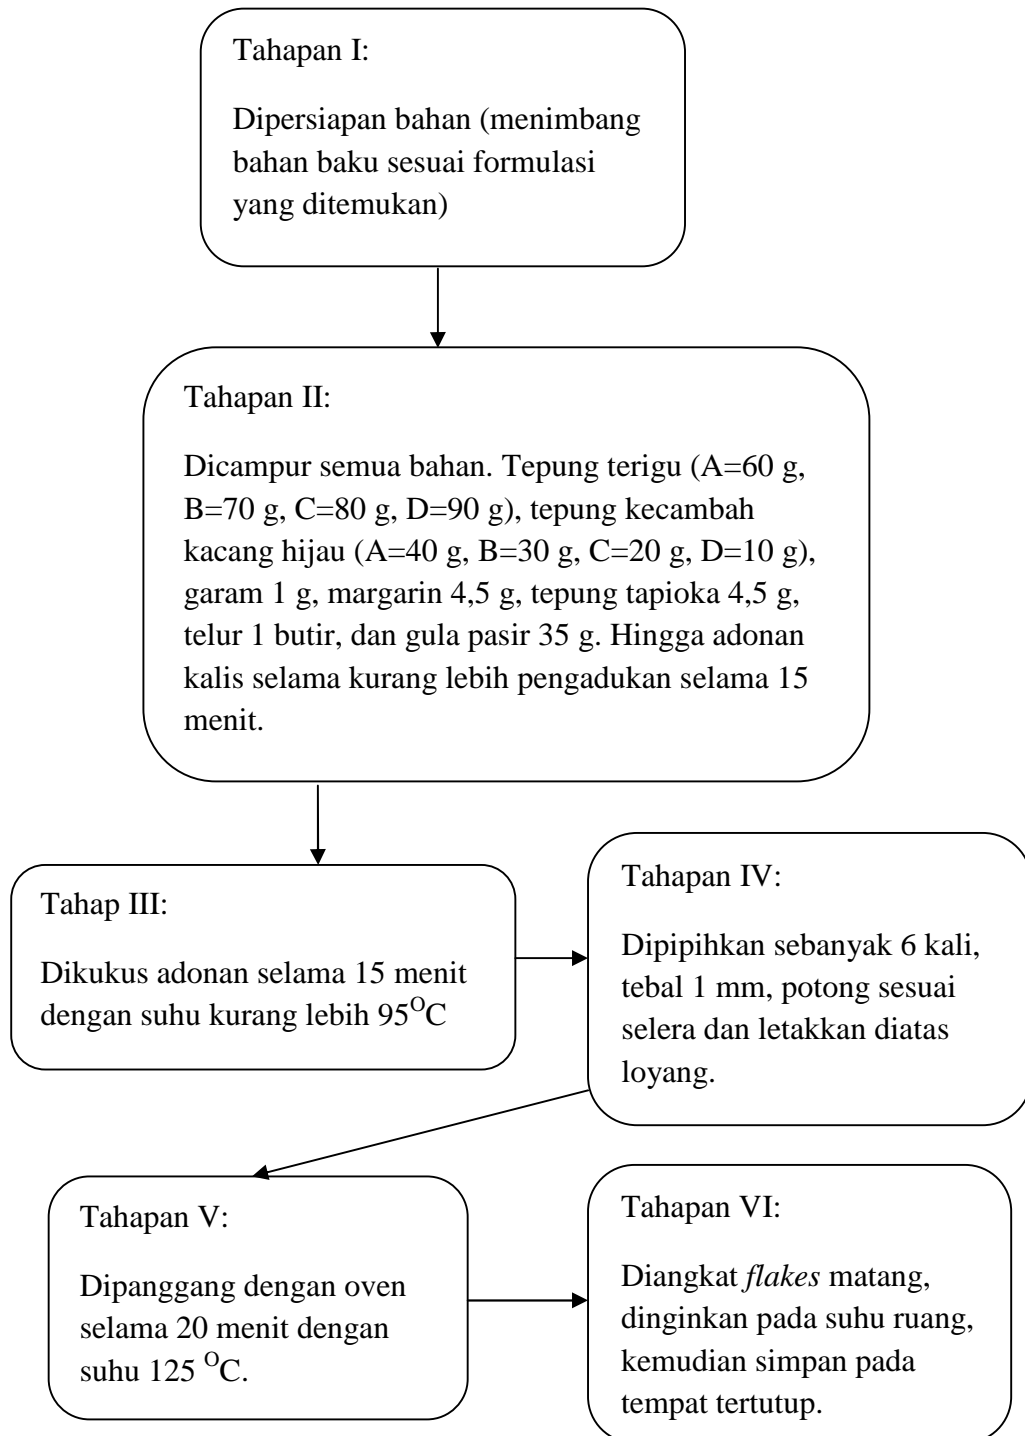 Tahapan I:
Dipersiapan bahan (menimbang
bahan baku sesuai formulasi
yang ditemukan)
Tahapan II:
Dicampur semua bahan. Tepung terigu (A=60 g,
B=70 g, C=80 g, D=90 g), tepung kecambah
kacang hijau (A=40 g, B=30 g, C=20 g, D=10 g),
garam 1 g, margarin 4,5 g, tepung tapioka 4,5 g,
telur 1 butir, dan gula pasir 35 g. Hingga adonan
kalis selama kurang lebih pengadukan selama 15
menit.
Tahap III:
Dikukus adonan selama 15 menit
dengan suhu kurang lebih 95ᴼC
Tahapan IV:
Dipipihkan sebanyak 6 kali,
tebal 1 mm, potong sesuai
selera dan letakkan diatas
loyang.
Tahapan V:
Dipanggang dengan oven
selama 20 menit dengan
suhu 125 ᴼC.
Tahapan VI:
Diangkat flakes matang,
dinginkan pada suhu ruang,
kemudian simpan pada
tempat tertutup.